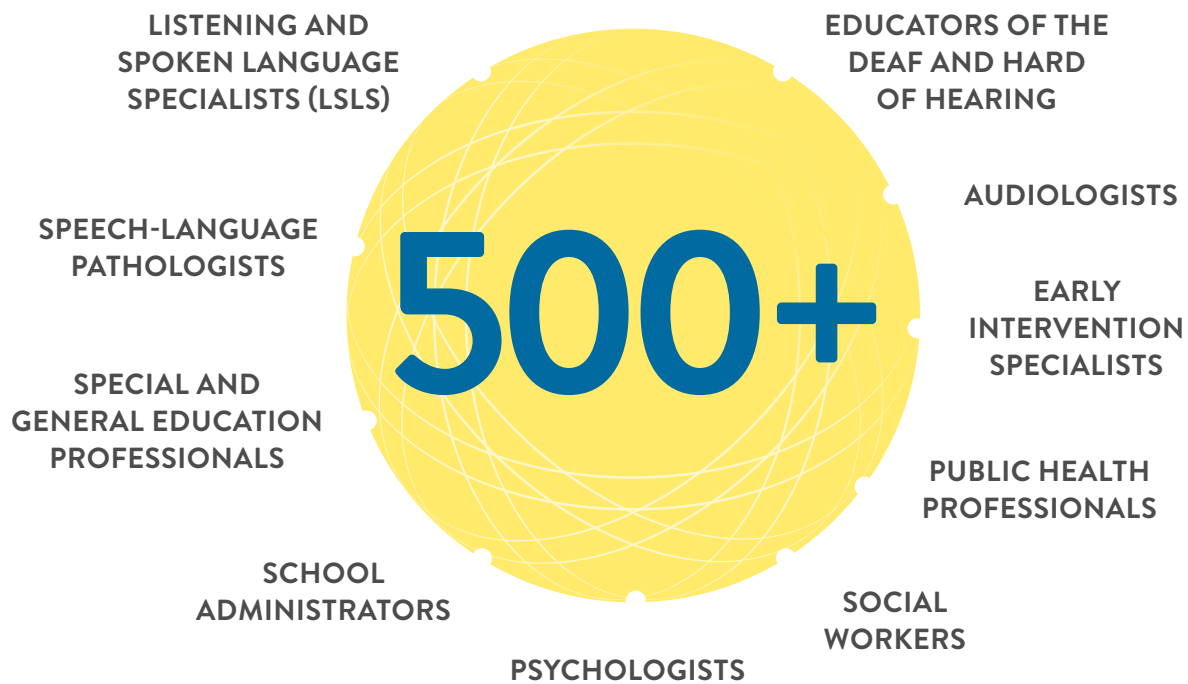 LISTENING AND
SPOKEN LANGUAGE
SPECIALISTS (LSLS)
EDUCATORS OF THE
DEAF AND HARD
OF HEARING
AUDIOLOGISTS
SPEECH-LANGUAGE
PATHOLOGISTS
500+
EARLY
INTERVENTION
SPECIALISTS
SPECIAL AND
GENERAL EDUCATION
PROFESSIONALS
PUBLIC HEALTH
PROFESSIONALS
SCHOOL
ADMINISTRATORS
SOCIAL
WORKERS
PSYCHOLOGISTS